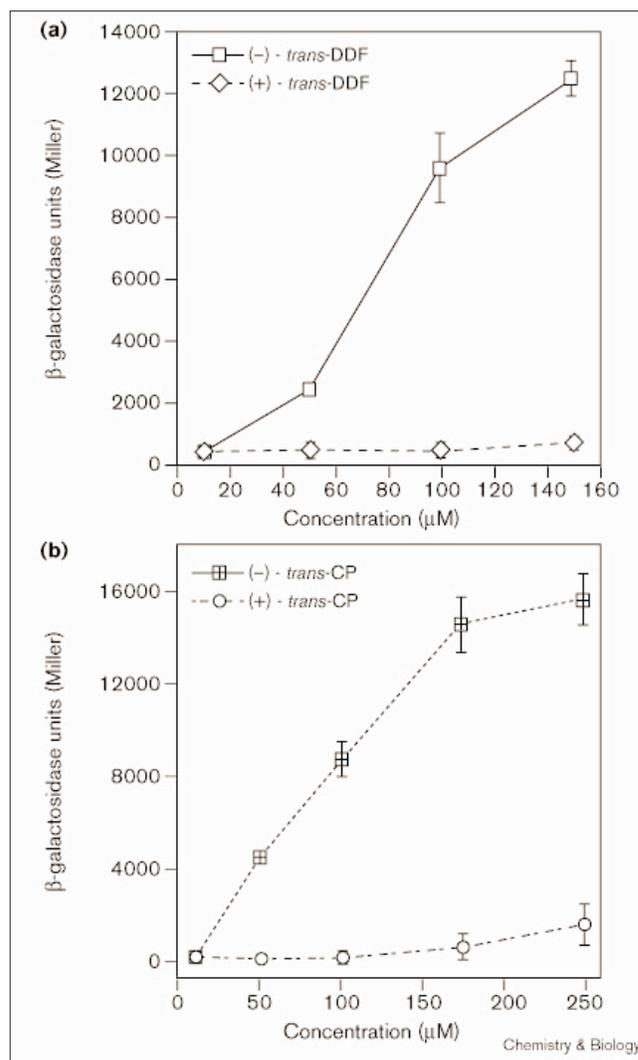 (a)
14000
12000
10000
8000
6000
4000
2000
0
β-galactosidase units (Miller)
(–) - trans-DDF
(+) - trans-DDF
0 20 40 60 80 100 120 140 160
Concentration (μM)
(b)
16000
12000
8000
4000
0
β-galactosidase units (Miller)
(–) - trans-CP
(+) - trans-CP
0 50 100 150 200 250
Concentration (μM)
Chemistry & Biology